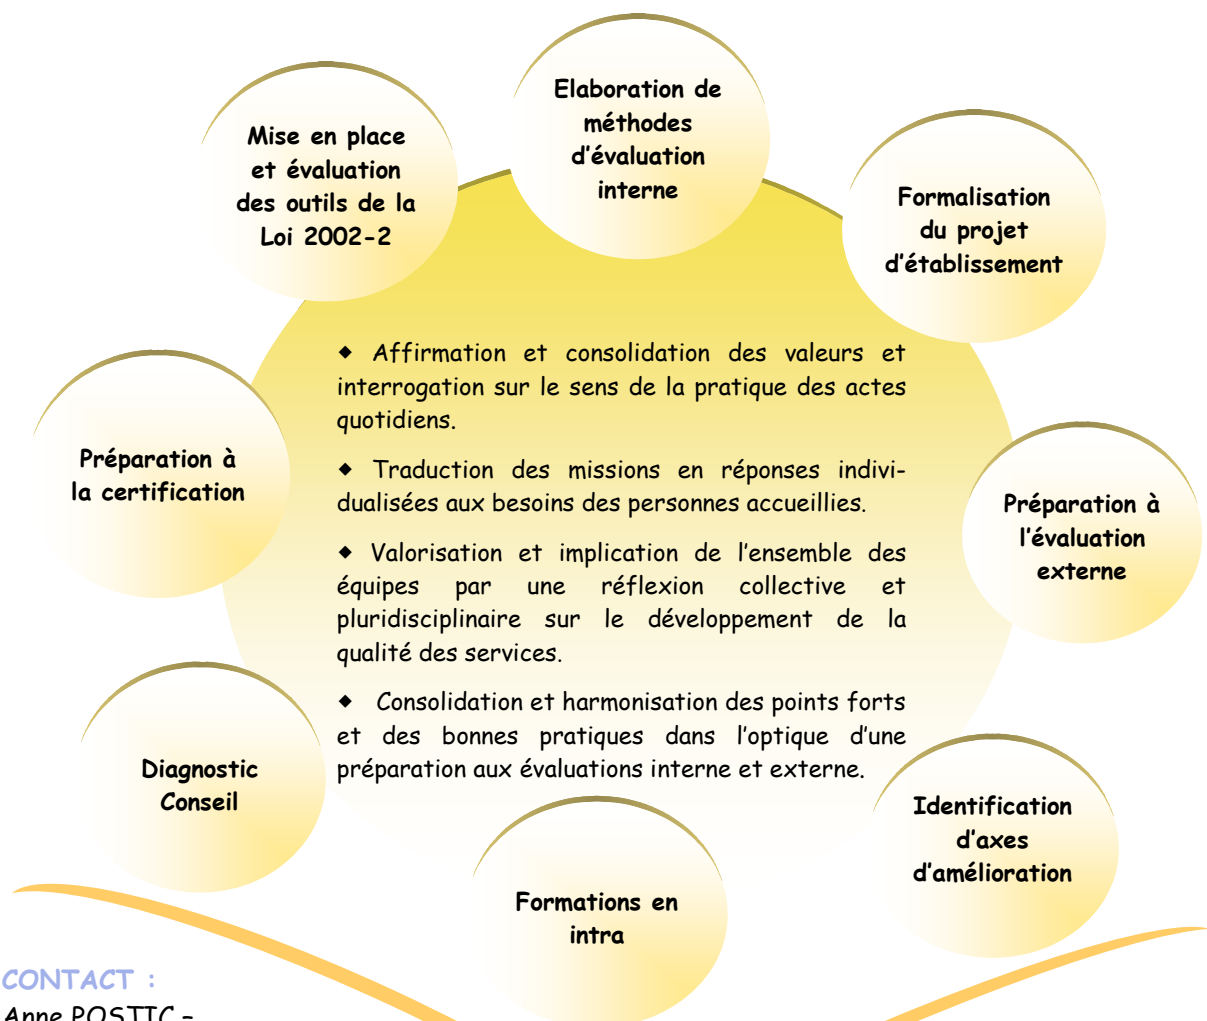 Elaboration de
méthodes
d'évaluation
interne
Mise en place
et évaluation
des outils de la
Loi 2002-2
Formalisation
du projet
d'établissement
◆ Affirmation et consolidation des valeurs et
interrogation sur le sens de la pratique des actes
quotidiens.
◆ Traduction des missions en réponses indivi-
dualisées aux besoins des personnes accueillies.
◆ Valorisation et implication de l'ensemble des
équipes par une réflexion collective et
pluridisciplinaire sur le développement de la
qualité des services.
◆ Consolidation et harmonisation des points forts
et des bonnes pratiques dans l'optique d'une
préparation aux évaluations interne et externe.
Préparation à
la certification
Préparation à
l'évaluation
externe
Diagnostic
Conseil
Identification
d'axes
d'amélioration
Formations en
intra
CONTACT :
Anne POSTIC –